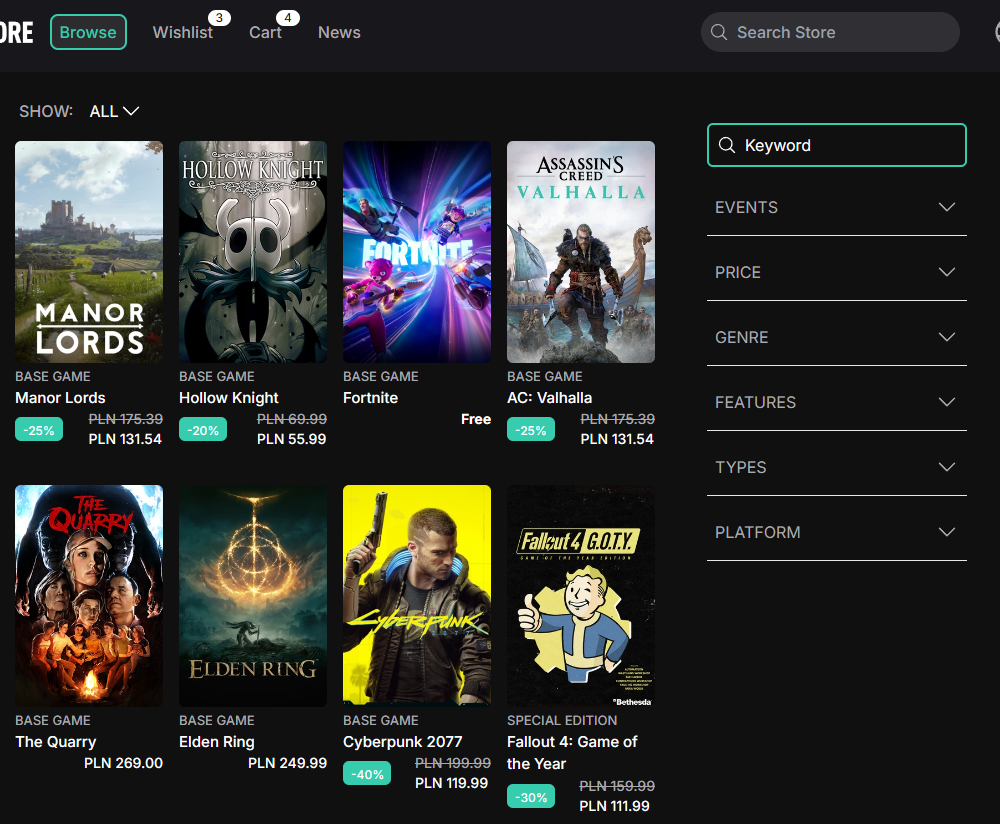 ORE
Browse
Wishlist 3
Cart 4
News
Search Store
SHOW: ALL
Keyword
EVENTS
PRICE
GENRE
FEATURES
TYPES
PLATFORM
MANOR
LORDS
BASE GAME
Manor Lords
-25%
PLN 175.39
PLN 131.54
HOLLOW KNIGHT
BASE GAME
Hollow Knight
-20%
PLN 69.99
PLN 55.99
FORTNITE
BASE GAME
Fortnite
Free
ASSASSIN'S
CREED
VALHALLA
BASE GAME
AC: Valhalla
-25%
PLN 175.39
PLN 131.54
THE
QUARRY
BASE GAME
The Quarry
PLN 269.00
ELDEN RING
BASE GAME
Elden Ring
PLN 249.99
CYBERPUNK
2077
BASE GAME
Cyberpunk 2077
-40%
PLN 199.99
PLN 119.99
Fallout 4 G.O.T.Y.
GAME OF THE YEAR EDITION
Bethesda
SPECIAL EDITION
Fallout 4: Game of
the Year
-30%
PLN 159.99
PLN 111.99